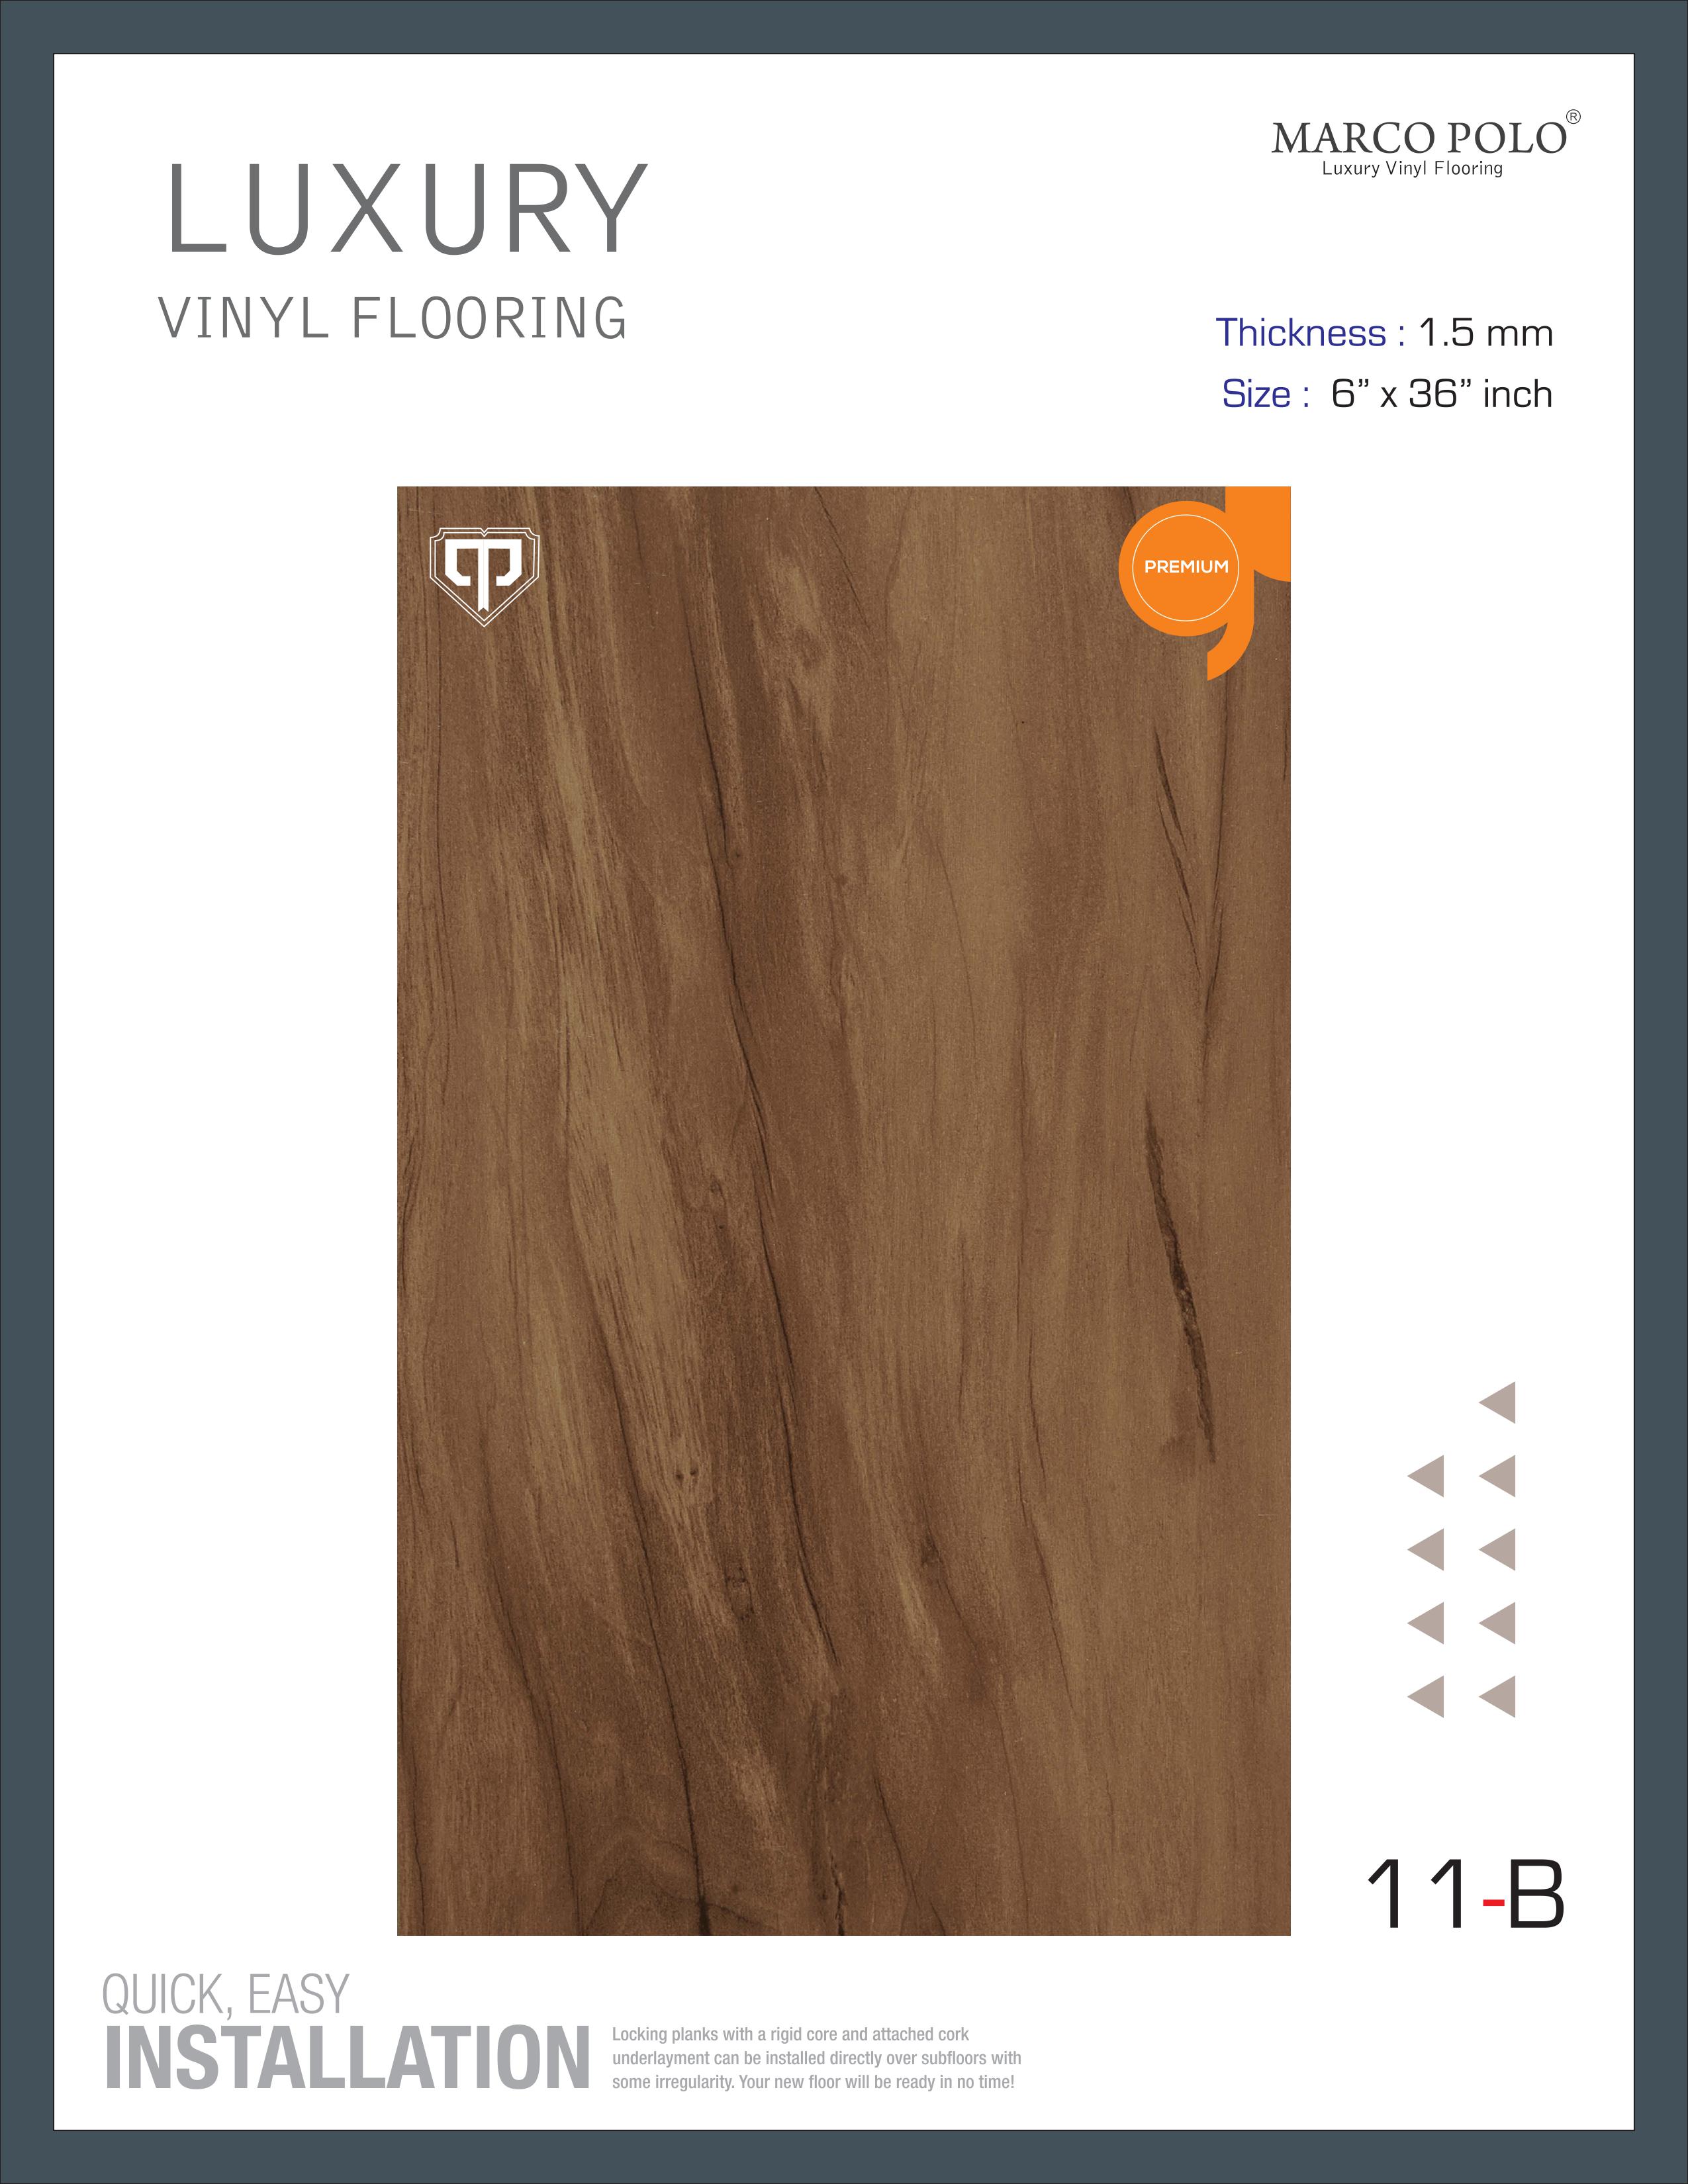 MARCO POLO®
Luxury Vinyl Flooring
LUXURY
VINYL FLOORING
Thickness : 1.5 mm
Size : 6” x 36” inch
PREMIUM
11-B
QUICK, EASY
INSTALLATION
Locking planks with a rigid core and attached cork
underlayment can be installed directly over subfloors with
some irregularity. Your new floor will be ready in no time!